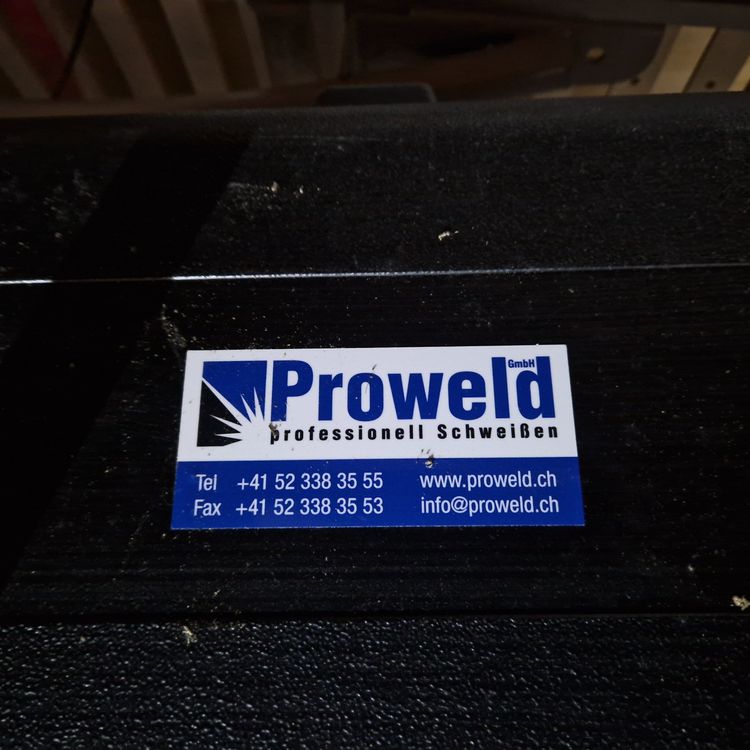 Proweld GmbH
professionell Schweißen
Tel +41 52 338 35 55 www.proweld.ch
Fax +41 52 338 35 53 info@proweld.ch